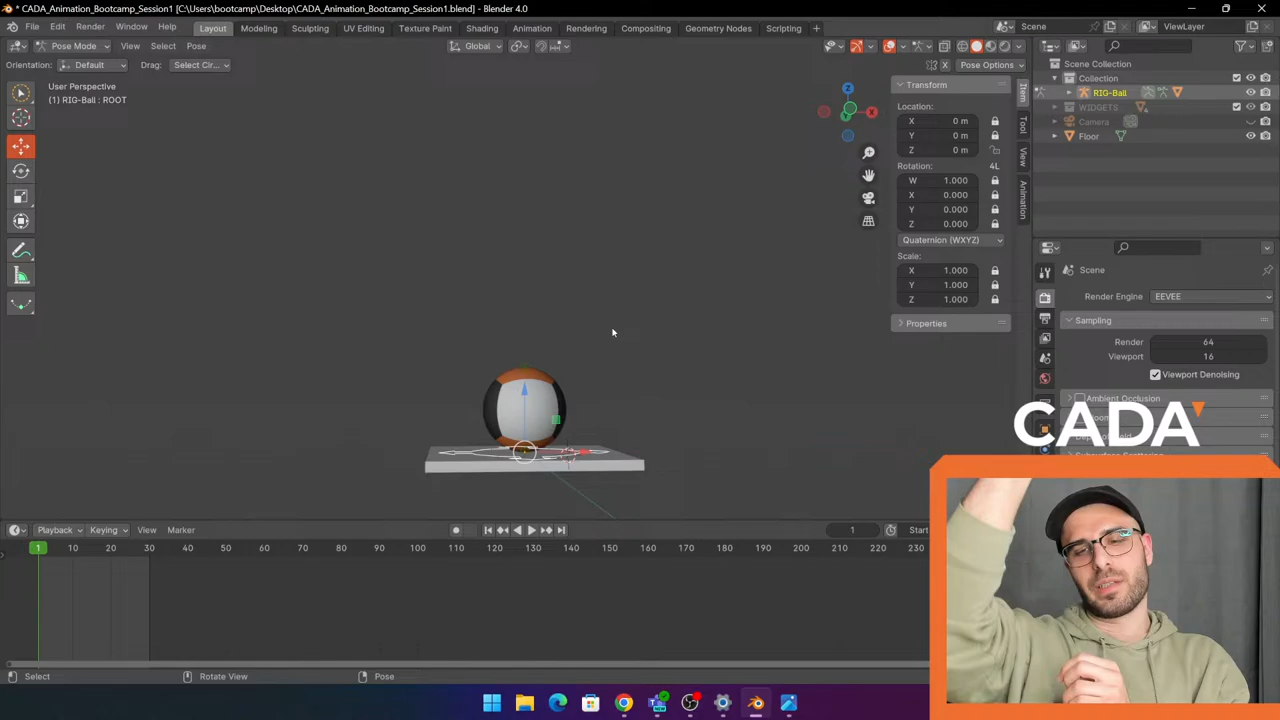 * CADA_Animation_Bootcamp_Session1 [C:\Users\bootcamp\Desktop\CADA_Animation_Bootcamp_Session1.blend] - Blender 4.0
File Edit Render Window Help Layout Modeling Sculpting UV Editing Texture Paint Shading Animation Rendering Compositing Geometry Nodes Scripting + Scene ViewLayer
Pose Mode View Select Pose Global
Orientation: Default Drag: Select Cir... X Pose Options
User Perspective
(1) RIG-Ball : ROOT
Z
X
Y
Transform
Location:
X 0 m
Y 0 m
Z 0 m
Rotation: 4L
W 1.000
X 0.000
Y 0.000
Z 0.000
Quaternion (WXYZ)
Scale:
X 1.000
Y 1.000
Z 1.000
Properties
Item
Tool
View
Animation
Scene Collection
Collection
RIG-Ball
WIDGETS
Camera
Floor
Scene
Render Engine EEVEE
Sampling
Render 64
Viewport 16
Viewport Denoising
Ambient Occlusion
CADA
Playback Keying View Marker 1 Start
1 10 20 30 40 50 60 70 80 90 100 110 120 130 140 150 160 170 180 190 200 210 220 230
Select Rotate View Pose